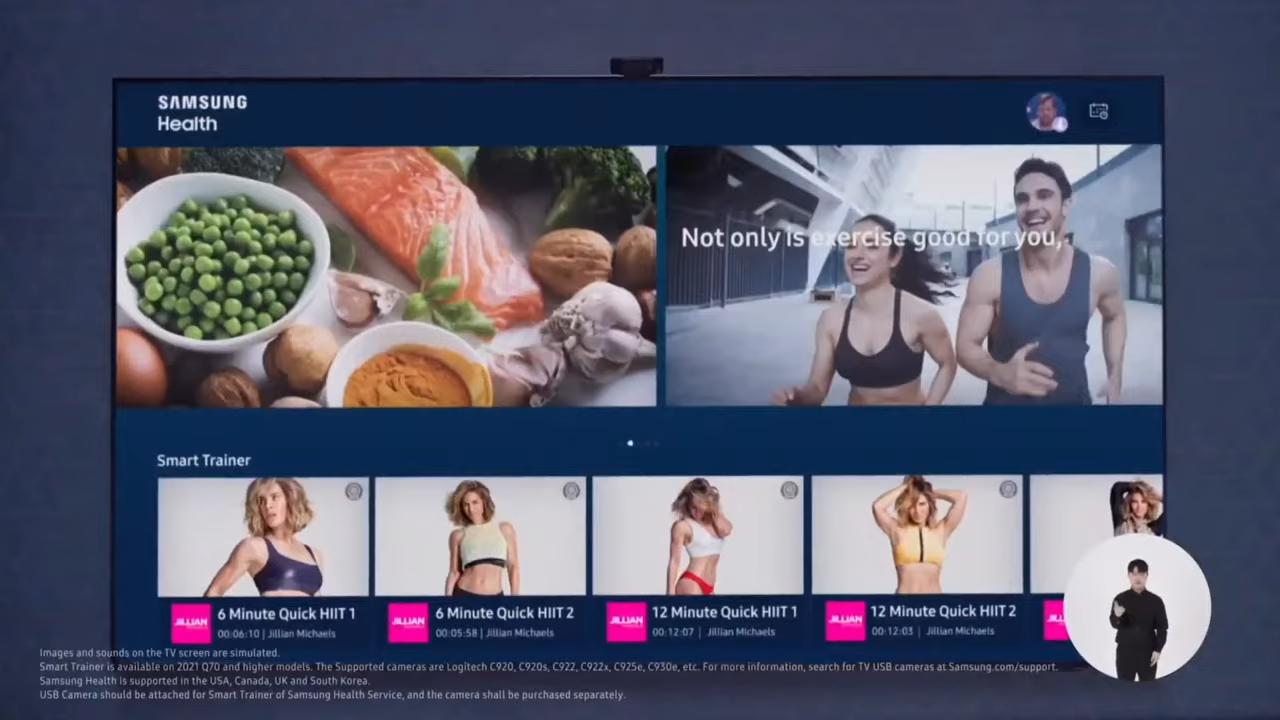 SAMSUNG
Health
Not only is exercise good for you,
Smart Trainer
JILLIAN
6 Minute Quick HIIT 1
00:06:10 | Jillian Michaels
JILLIAN
6 Minute Quick HIIT 2
00:05:58 | Jillian Michaels
JILLIAN
12 Minute Quick HIIT 1
00:12:07 | Jillian Michaels
JILLIAN
12 Minute Quick HIIT 2
00:12:03 | Jillian Michaels
Images and sounds on the TV screen are simulated.
Smart Trainer is available on 2021 Q70 and higher models. The Supported cameras are Logitech C920, C920s, C922, C922x, C925e, C930e, etc. For more information, search for TV USB cameras at Samsung.com/support.
Samsung Health is supported in the USA, Canada, UK and South Korea.
USB Camera should be attached for Smart Trainer of Samsung Health Service, and the camera shall be purchased separately.